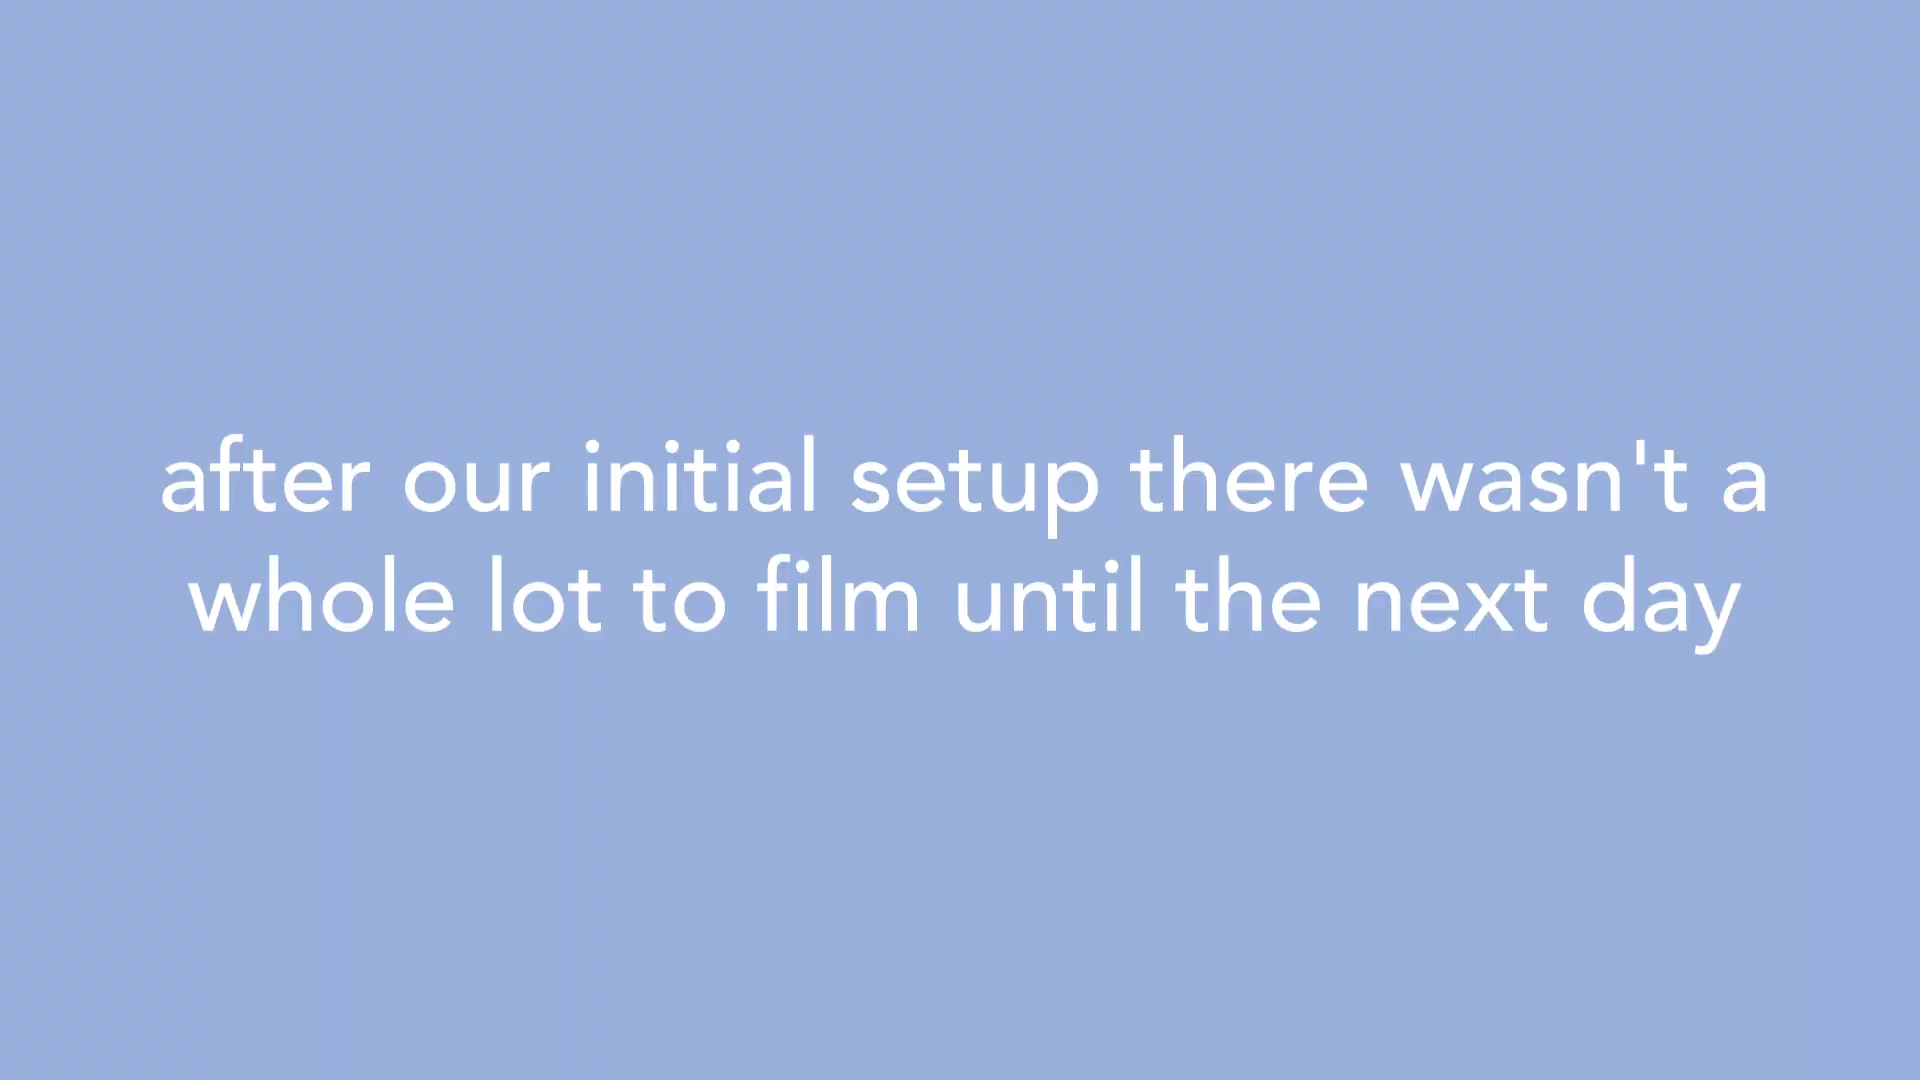 after our initial setup there wasn't a
whole lot to film until the next day